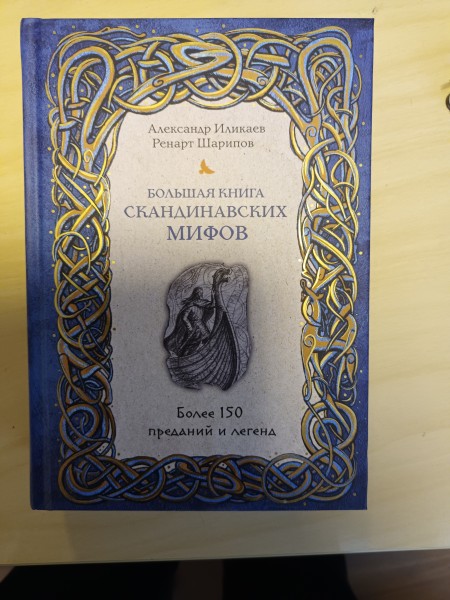 Александр Иликаев
Ренарт Шарипов
БОЛЬШАЯ КНИГА
СКАНДИНАВСКИХ
МИФОВ
Более 150
преданий и легенд